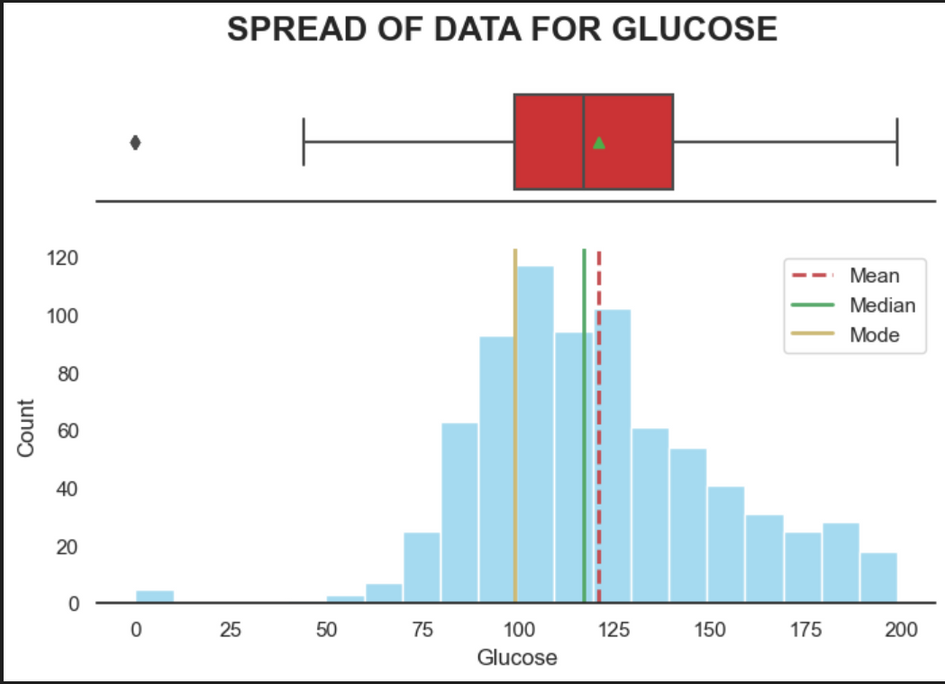 SPREAD OF DATA FOR GLUCOSE
120
100
80
60
40
20
0
Count
Mean
Median
Mode
0 25 50 75 100 125 150 175 200
Glucose